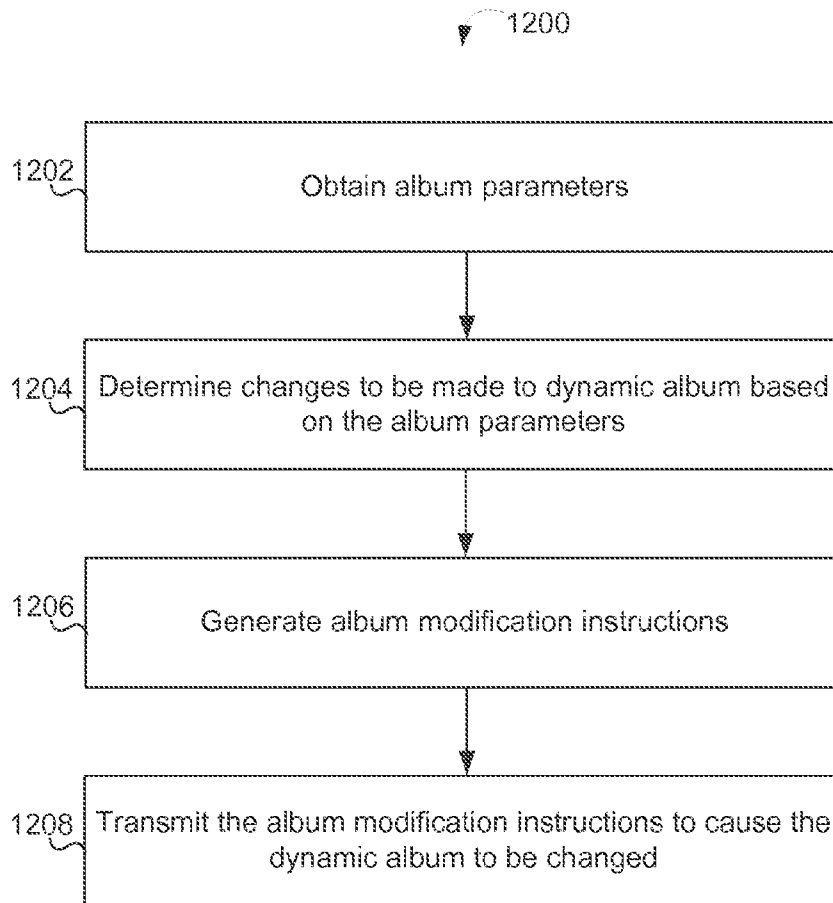 1200
1202
Obtain album parameters
1204
Determine changes to be made to dynamic album based
on the album parameters
1206
Generate album modification instructions
1208
Transmit the album modification instructions to cause the
dynamic album to be changed